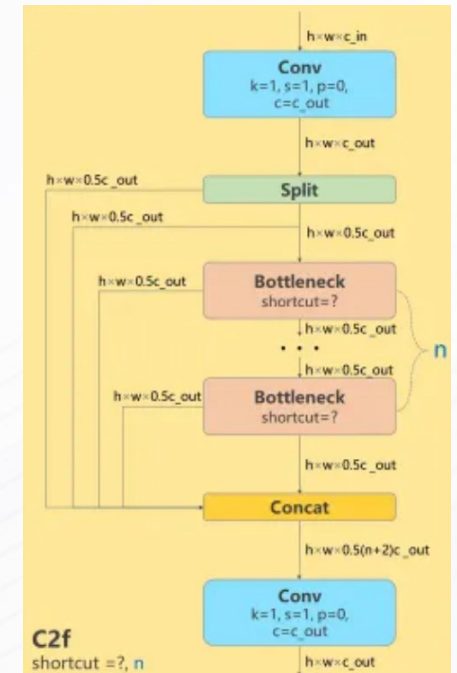 h×w×c_in
Conv
k=1, s=1, p=0,
c=c_out
h×w×c_out
h×w×0.5c_out
Split
h×w×0.5c_out
h×w×0.5c_out
h×w×0.5c_out
Bottleneck
shortcut=?
h×w×0.5c_out
...
n
h×w×0.5c_out
h×w×0.5c_out
Bottleneck
shortcut=?
h×w×0.5c_out
Concat
h×w×0.5(n+2)c_out
Conv
k=1, s=1, p=0,
c=c_out
C2f
shortcut =?, n
h×w×c_out